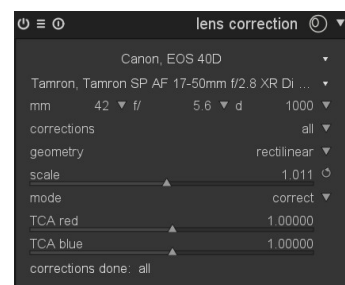 lens correction
Canon, EOS 40D
Tamron, Tamron SP AF 17-50mm f/2.8 XR Di ...
mm 42 f/ 5.6 d 1000
corrections all
geometry rectilinear
scale 1.011
mode correct
TCA red 1.00000
TCA blue 1.00000
corrections done: all